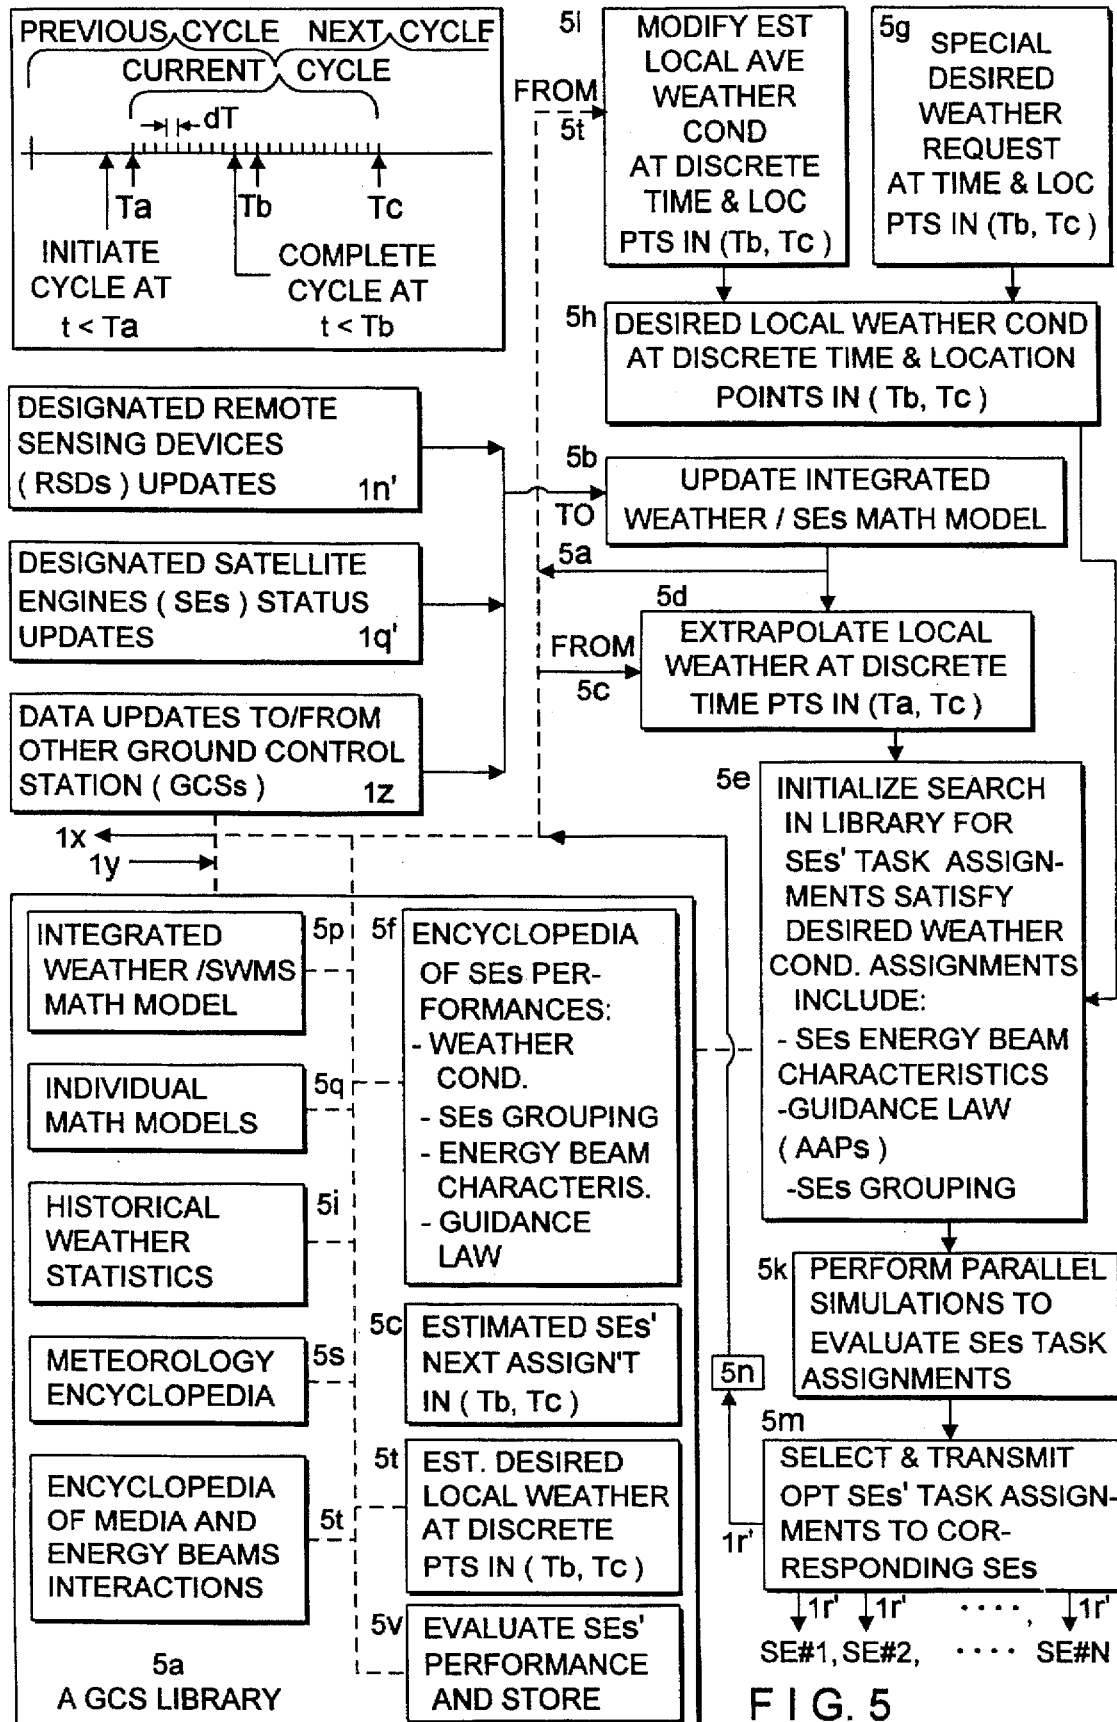 PREVIOUS CYCLE NEXT CYCLE
CURRENT CYCLE
dT
Ta Tb Tc
INITIATE
CYCLE AT
t < Ta
COMPLETE
CYCLE AT
t < Tb
5l
MODIFY EST
LOCAL AVE
WEATHER
COND
AT DISCRETE
TIME & LOC
PTS IN (Tb, Tc )
FROM
5t
5g
SPECIAL
DESIRED
WEATHER
REQUEST
AT TIME & LOC
PTS IN (Tb, Tc )
5h
DESIRED LOCAL WEATHER COND
AT DISCRETE TIME & LOCATION
POINTS IN ( Tb, Tc )
DESIGNATED REMOTE
SENSING DEVICES
( RSDs ) UPDATES 1n'
DESIGNATED SATELLITE
ENGINES ( SEs ) STATUS
UPDATES 1q'
DATA UPDATES TO/FROM
OTHER GROUND CONTROL
STATION ( GCSs ) 1z
5b
UPDATE INTEGRATED
WEATHER / SEs MATH MODEL
TO
5a
5d
EXTRAPOLATE LOCAL
WEATHER AT DISCRETE
TIME PTS IN (Ta, Tc )
FROM
5c
5e
INITIALIZE SEARCH
IN LIBRARY FOR
SEs' TASK ASSIGN-
MENTS SATISFY
DESIRED WEATHER
COND. ASSIGNMENTS
INCLUDE:
- SEs ENERGY BEAM
CHARACTERISTICS
-GUIDANCE LAW
( AAPs )
-SEs GROUPING
5k
PERFORM PARALLEL
SIMULATIONS TO
EVALUATE SEs TASK
ASSIGNMENTS
5m
SELECT & TRANSMIT
OPT SEs' TASK ASSIGN-
MENTS TO COR-
RESPONDING SEs
5n
1r'
1r' 1r' ····, 1r'
SE#1, SE#2, ···· SE#N
1x
1y
INTEGRATED
WEATHER /SWMS
MATH MODEL
5p
INDIVIDUAL
MATH MODELS
5q
HISTORICAL
WEATHER
STATISTICS
5i
METEOROLOGY
ENCYCLOPEDIA
5s
ENCYCLOPEDIA
OF MEDIA AND
ENERGY BEAMS
INTERACTIONS
5t
5f
ENCYCLOPEDIA
OF SEs PER-
FORMANCES:
- WEATHER
COND.
- SEs GROUPING
- ENERGY BEAM
CHARACTERIS.
- GUIDANCE
LAW
5c
ESTIMATED SEs'
NEXT ASSIGN'T
IN ( Tb, Tc )
5t
EST. DESIRED
LOCAL WEATHER
AT DISCRETE
PTS IN ( Tb, Tc )
5v
EVALUATE SEs'
PERFORMANCE
AND STORE
5a
A GCS LIBRARY
FIG. 5